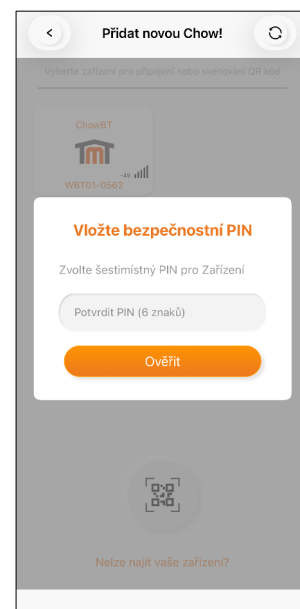 Přidat novou Chow!
Vyberte zařízení pro připojení nebo skenování QR kód
ChowBT
-49
WBT01-0562
Vložte bezpečnostní PIN
Zvolte šestimístný PIN pro Zařízení
Potvrdit PIN (6 znaků)
Ověřit
Nelze najít vaše zařízení?